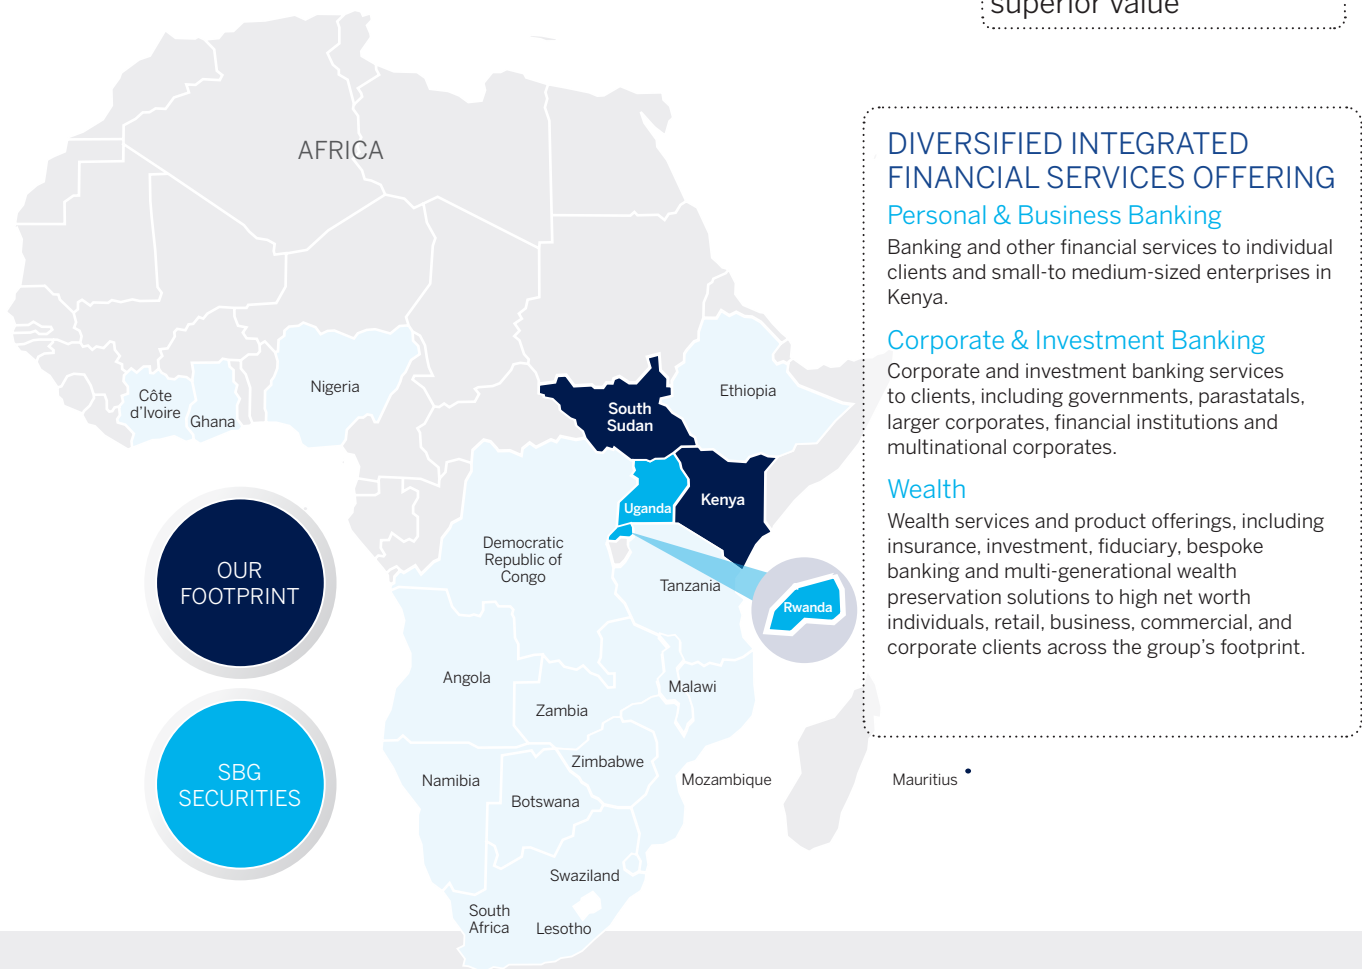 superior value
AFRICA
DIVERSIFIED INTEGRATED
FINANCIAL SERVICES OFFERING
Personal & Business Banking
Banking and other financial services to individual
clients and small-to medium-sized enterprises in
Kenya.
Corporate & Investment Banking
Corporate and investment banking services
to clients, including governments, parastatals,
larger corporates, financial institutions and
multinational corporates.
Wealth
Wealth services and product offerings, including
insurance, investment, fiduciary, bespoke
banking and multi-generational wealth
preservation solutions to high net worth
individuals, retail, business, commercial, and
corporate clients across the group’s footprint.
Côte
d'Ivoire
Ghana
Nigeria
South
Sudan
Ethiopia
Uganda
Kenya
Democratic
Republic of
Congo
Tanzania
Rwanda
Angola
Zambia
Malawi
Zimbabwe
Mozambique
Mauritius
Namibia
Botswana
Swaziland
South
Africa
Lesotho
OUR
FOOTPRINT
SBG
SECURITIES